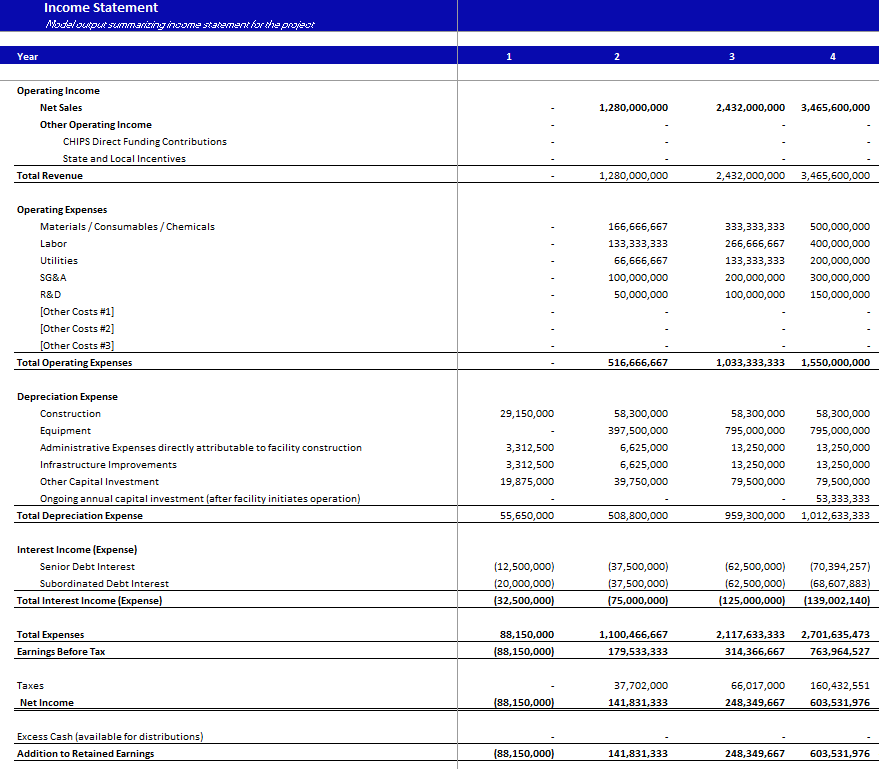 Income Statement
Model output summarizing income statement for the project
Year 1 2 3 4
Operating Income
Net Sales - 1,280,000,000 2,432,000,000 3,465,600,000
Other Operating Income - - - -
CHIPS Direct Funding Contributions - - - -
State and Local Incentives - - - -
Total Revenue - 1,280,000,000 2,432,000,000 3,465,600,000
Operating Expenses
Materials / Consumables / Chemicals - 166,666,667 333,333,333 500,000,000
Labor - 133,333,333 266,666,667 400,000,000
Utilities - 66,666,667 133,333,333 200,000,000
SG&A - 100,000,000 200,000,000 300,000,000
R&D - 50,000,000 100,000,000 150,000,000
[Other Costs #1] - - - -
[Other Costs #2] - - - -
[Other Costs #3] - - - -
Total Operating Expenses - 516,666,667 1,033,333,333 1,550,000,000
Depreciation Expense
Construction 29,150,000 58,300,000 58,300,000 58,300,000
Equipment - 397,500,000 795,000,000 795,000,000
Administrative Expenses directly attributable to facility construction 3,312,500 6,625,000 13,250,000 13,250,000
Infrastructure Improvements 3,312,500 6,625,000 13,250,000 13,250,000
Other Capital Investment 19,875,000 39,750,000 79,500,000 79,500,000
Ongoing annual capital investment (after facility initiates operation) - - - 53,333,333
Total Depreciation Expense 55,650,000 508,800,000 959,300,000 1,012,633,333
Interest Income (Expense)
Senior Debt Interest (12,500,000) (37,500,000) (62,500,000) (70,394,257)
Subordinated Debt Interest (20,000,000) (37,500,000) (62,500,000) (68,607,883)
Total Interest Income (Expense) (32,500,000) (75,000,000) (125,000,000) (139,002,140)
Total Expenses 88,150,000 1,100,466,667 2,117,633,333 2,701,635,473
Earnings Before Tax (88,150,000) 179,533,333 314,366,667 763,964,527
Taxes - 37,702,000 66,017,000 160,432,551
Net Income (88,150,000) 141,831,333 248,349,667 603,531,976
Excess Cash (available for distributions) - - - -
Addition to Retained Earnings (88,150,000) 141,831,333 248,349,667 603,531,976